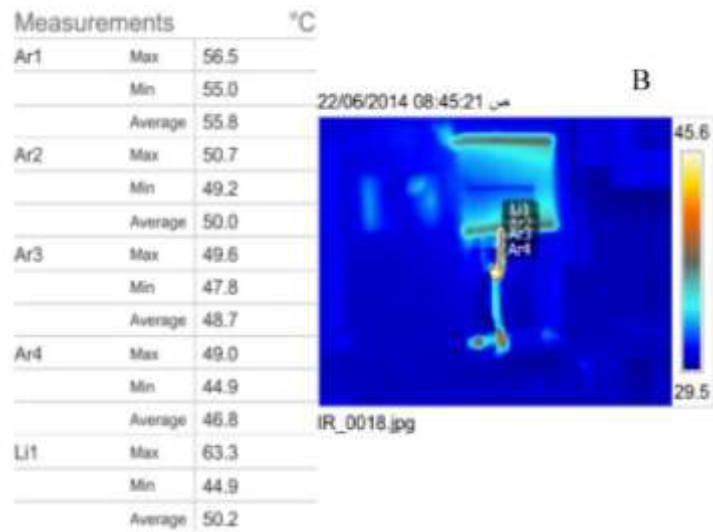 Measurements °C
Ar1 Max 56.5
Min 55.0
Average 55.8
Ar2 Max 50.7
Min 49.2
Average 50.0
Ar3 Max 49.6
Min 47.8
Average 48.7
Ar4 Max 49.0
Min 44.9
Average 46.8
Li1 Max 63.3
Min 44.9
Average 50.2
B
22/06/2014 08:45:21 ص
45.6
Li1
Ar3
Ar4
29.5
IR_0018.jpg